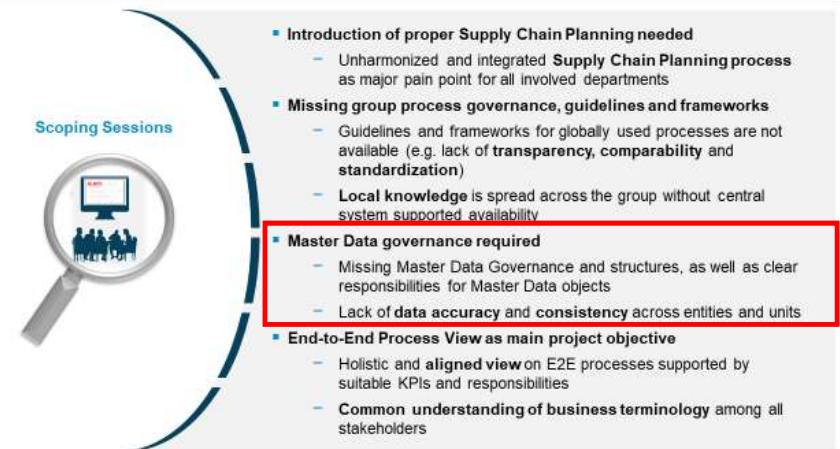 Scoping Sessions
Introduction of proper Supply Chain Planning needed
Unharmonized and integrated Supply Chain Planning process
as major pain point for all involved departments
Missing group process governance, guidelines and frameworks
Guidelines and frameworks for globally used processes are not
available (e.g. lack of transparency, comparability and
standardization)
Local knowledge is spread across the group without central
system supported availability
Master Data governance required
Missing Master Data Governance and structures, as well as clear
responsibilities for Master Data objects
Lack of data accuracy and consistency across entities and units
End-to-End Process View as main project objective
Holistic and aligned view on E2E processes supported by
suitable KPIs and responsibilities
Common understanding of business terminology among all
stakeholders